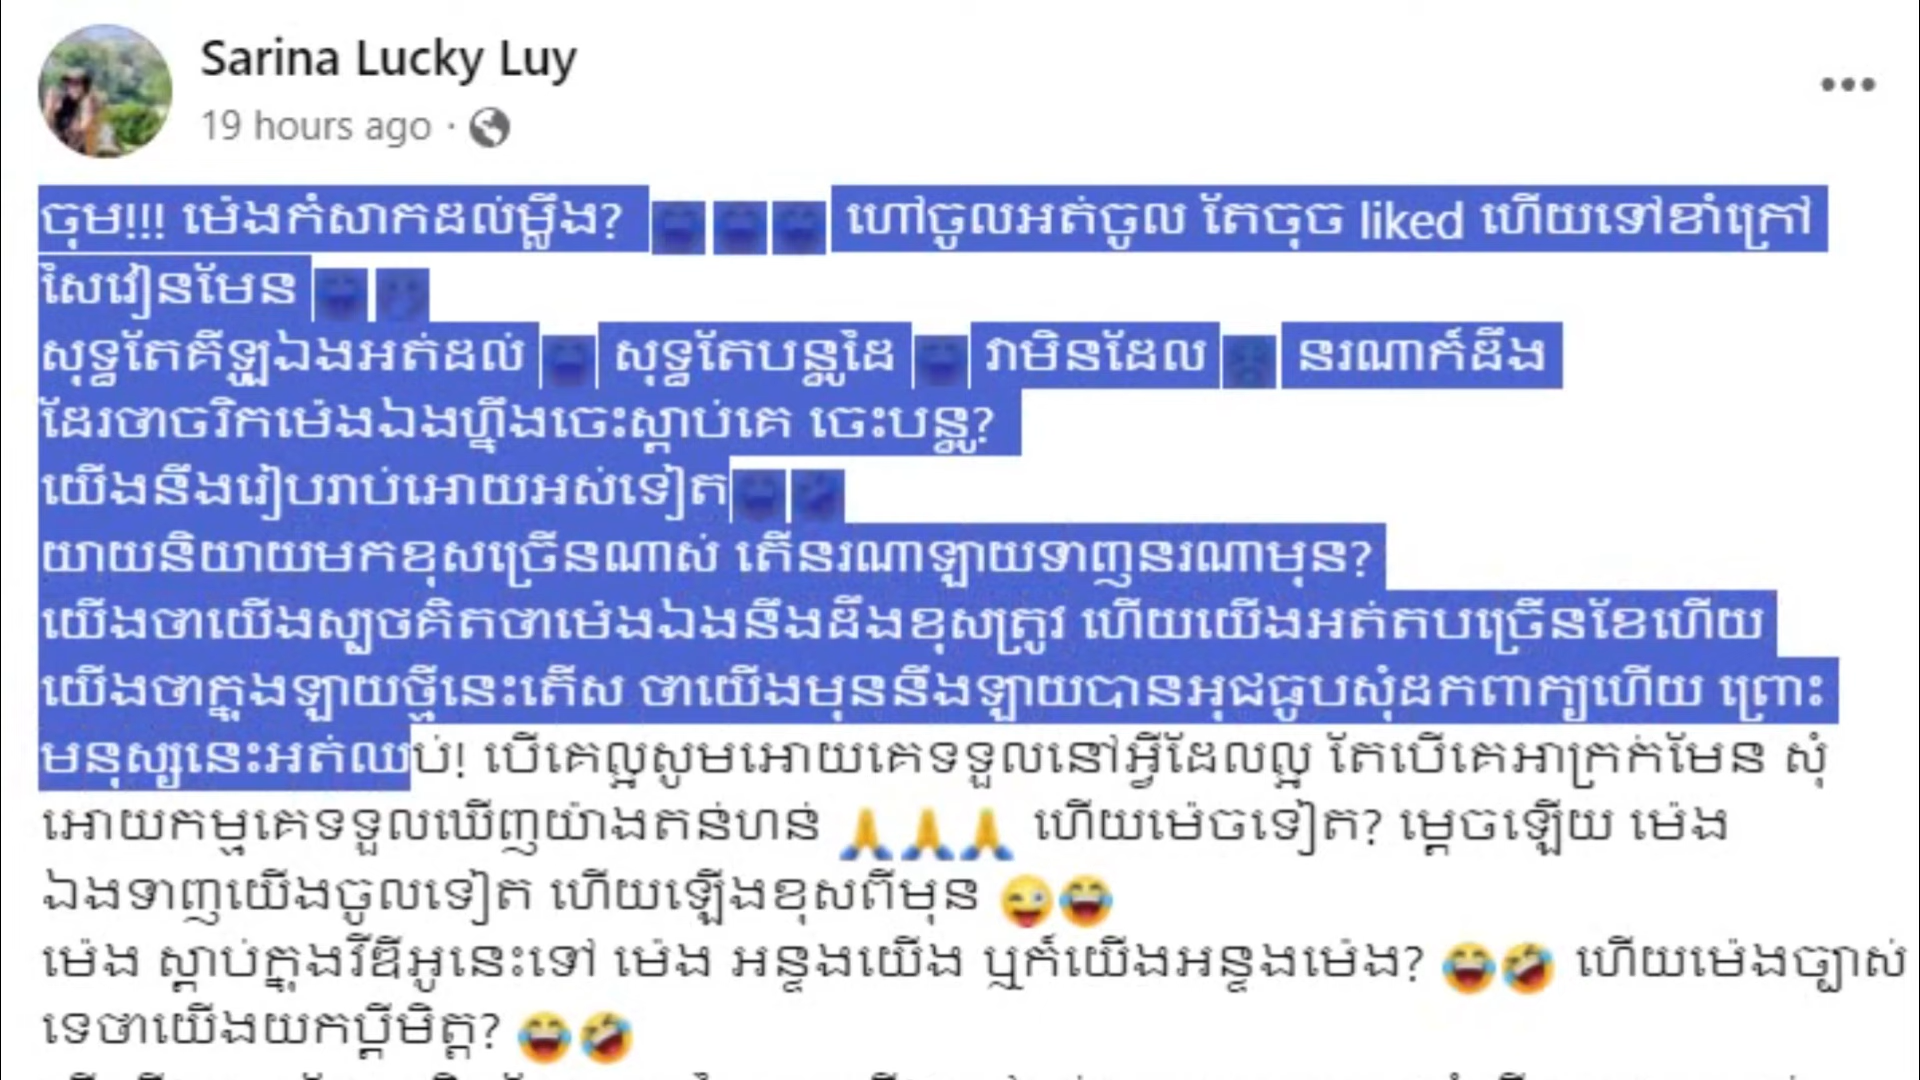 Sarina Lucky Luy
19 hours ago ·
ចុម!!! ម៉េងកំសាកដល់ម្លឹង? 😄😄😄 ហៅចូលអត់ចូល តែចុច liked ហើយទៅខាំក្រៅ
សៃវៀនមែន
សុទ្ធតែគីឡូឯងអត់ដល់ 😄 សុទ្ធតែបន្លូដៃ 😄 វាមិនដែល នរណាក៏ដឹង
ដែរថាចរិកម៉េងឯងហ្នឹងចេះស្តាប់គេ ចេះបន្លូ?
យើងនឹងរៀបរាប់អោយអស់ទៀត😄🤣
យាយនិយាយមកខុសច្រើនណាស់ តើនរណាឡាយទាញនរណាមុន?
យើងថាយើងស្បថគិតថាម៉េងឯងនឹងដឹងខុសត្រូវ ហើយយើងអត់តបច្រើនខែហើយ
យើងថាក្នុងឡាយថ្មីនេះតើស ថាយើងមុននឹងឡាយបានអុជធូបសុំដកពាក្យហើយ ព្រោះ
មនុស្សនេះអត់ឈប់! បើគេល្អសូមអោយគេទទួលនៅអ្វីដែលល្អ តែបើគេអាក្រក់មែន សុំ
អោយកម្មគេទទួលឃើញយ៉ាងតន់ហន់ 🙏🙏🙏 ហើយម៉េចទៀត? ម្តេចឡើយ ម៉េង
ឯងទាញយើងចូលទៀត ហើយឡើងខុសពីមុន 😜😂
ម៉េង ស្តាប់ក្នុងវីឌីអូនេះទៅ ម៉េង អន្ទងយើង ឬក៏យើងអន្ទងម៉េង? 😂🤣 ហើយម៉េងច្បាស់
ទេថាយើងយកប្តីមិត្ត? 😂🤣